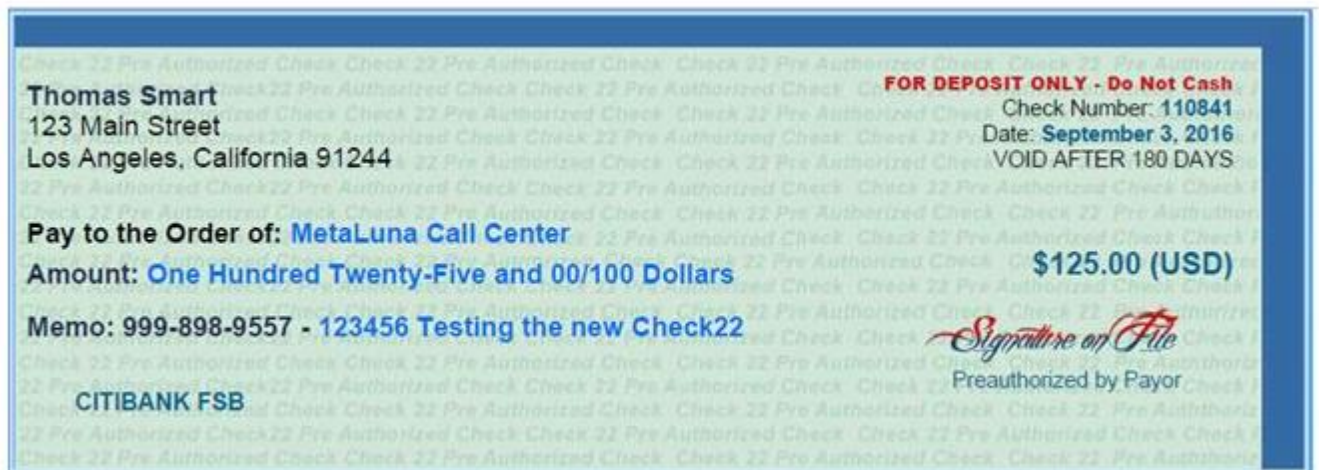 Thomas Smart
123 Main Street
Los Angeles, California 91244
FOR DEPOSIT ONLY - Do Not Cash
Check Number: 110841
Date: September 3, 2016
VOID AFTER 180 DAYS
Pay to the Order of: MetaLuna Call Center
Amount: One Hundred Twenty-Five and 00/100 Dollars
$125.00 (USD)
Memo: 999-898-9557 - 123456 Testing the new Check22
Signature on File
Preauthorized by Payor
CITIBANK FSB